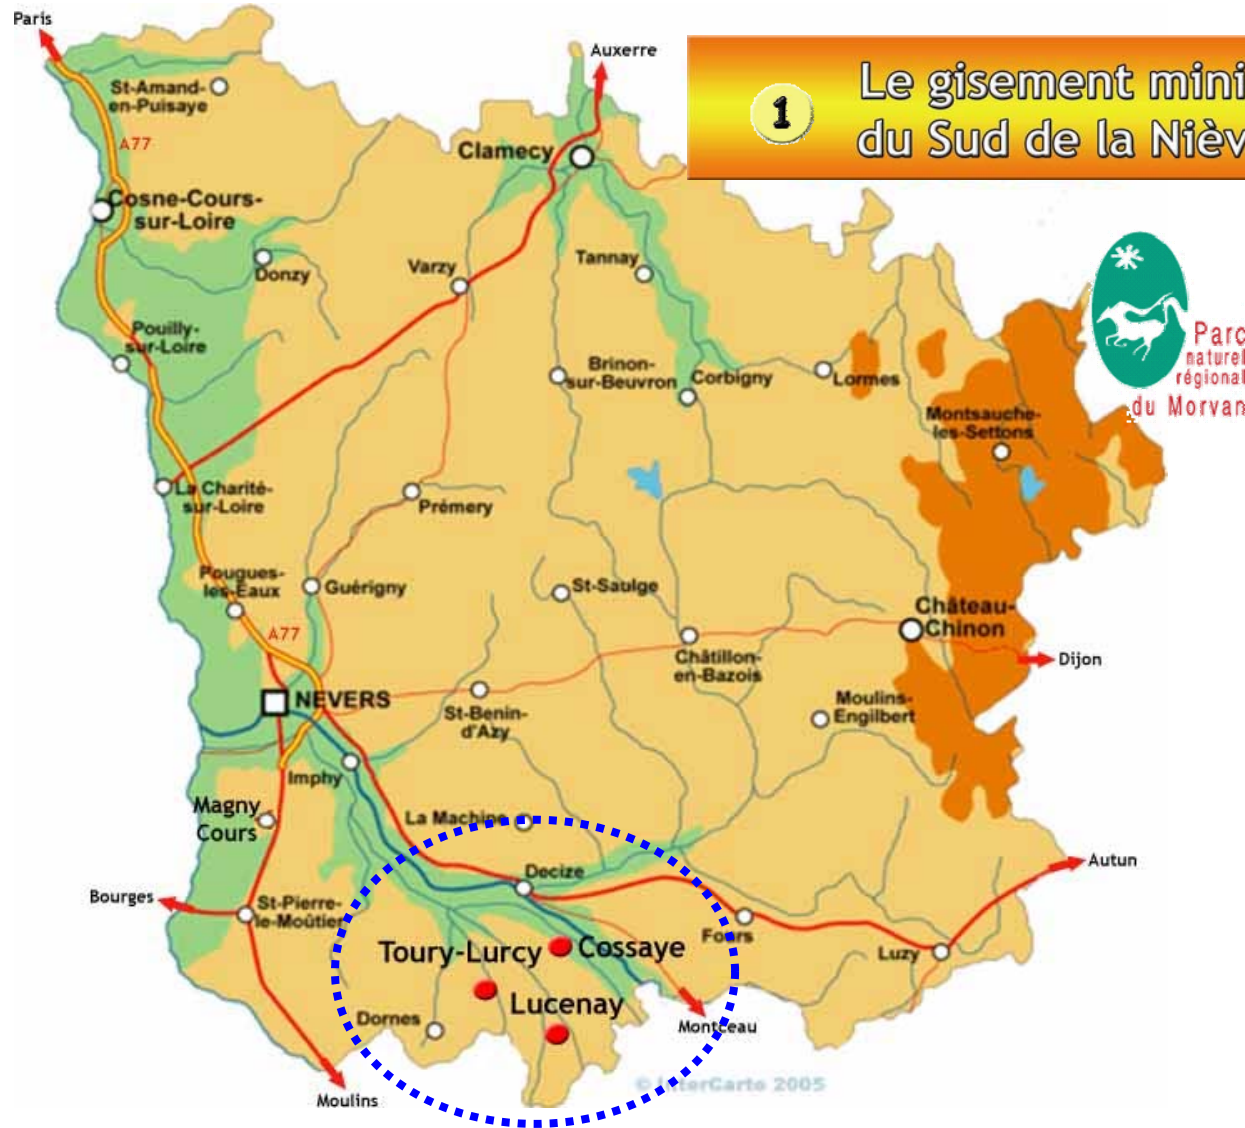 Paris
Auxerre
1
Le gisement mini
du Sud de la Nièv
St-Amand-
en-Puisaye
A77
Clamecy
Cosne-Cours-
sur-Loire
Donzy
Varzy
Tannay
Pouilly-
sur-Loire
Brinon-
sur-Beuvron
Corbigny
Lormes
Parc
naturel
régional
du Morvan
Montsauche-
les-Settons
La Charité-
sur-Loire
Prémery
Pougues-
les-Eaux
Guérigny
St-Saulge
Château-
Chinon
A77
Châtillon-
en-Bazois
Dijon
NEVERS
St-Benin-
d'Azy
Moulins-
Engilbert
Imphy
Magny
Cours
La Machine
Decize
Autun
Bourges
St-Pierre-
le-Moûtier
Toury-Lurcy
Cossaye
Fours
Luzy
Lucenay
Dornes
Montceau
Moulins
© InterCarto 2005